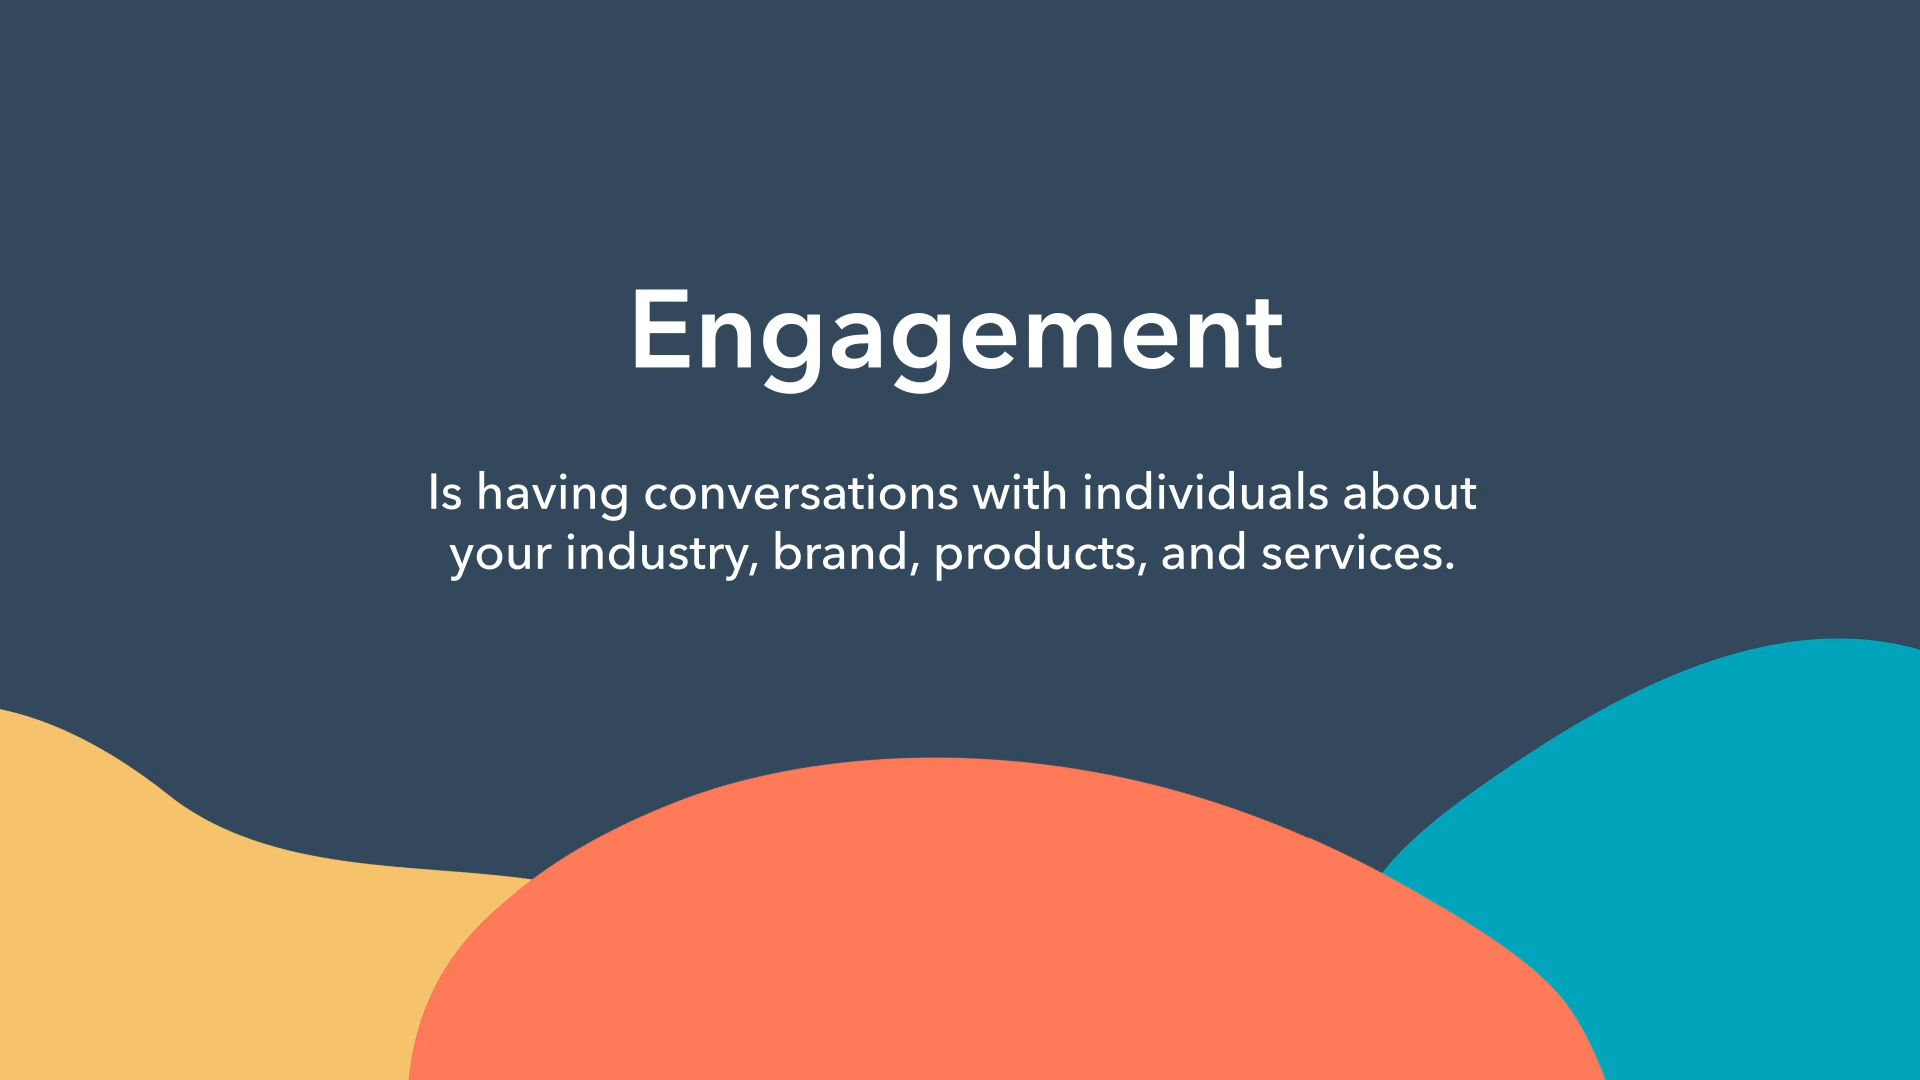 Engagement
Is having conversations with individuals about
your industry, brand, products, and services.